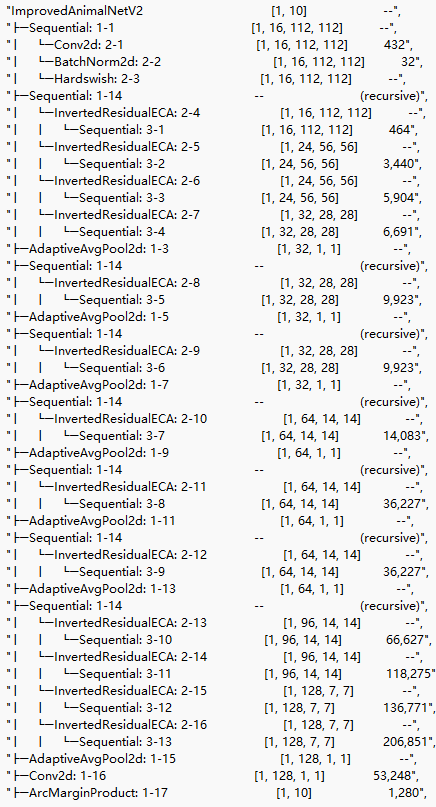 "ImprovedAnimalNetV2 [1, 10] --",
"├─Sequential: 1-1 [1, 16, 112, 112] --",
"| └─Conv2d: 2-1 [1, 16, 112, 112] 432",
"| └─BatchNorm2d: 2-2 [1, 16, 112, 112] 32",
"| └─Hardswish: 2-3 [1, 16, 112, 112] --",
"├─Sequential: 1-14 -- (recursive)",
"| └─InvertedResidualECA: 2-4 [1, 16, 112, 112] --",
"| | └─Sequential: 3-1 [1, 16, 112, 112] 464",
"| └─InvertedResidualECA: 2-5 [1, 24, 56, 56] --",
"| | └─Sequential: 3-2 [1, 24, 56, 56] 3,440",
"| └─InvertedResidualECA: 2-6 [1, 24, 56, 56] --",
"| | └─Sequential: 3-3 [1, 24, 56, 56] 5,904",
"| └─InvertedResidualECA: 2-7 [1, 32, 28, 28] --",
"| | └─Sequential: 3-4 [1, 32, 28, 28] 6,691",
"├─AdaptiveAvgPool2d: 1-3 [1, 32, 1, 1] --",
"├─Sequential: 1-14 -- (recursive)",
"| └─InvertedResidualECA: 2-8 [1, 32, 28, 28] --",
"| | └─Sequential: 3-5 [1, 32, 28, 28] 9,923",
"├─AdaptiveAvgPool2d: 1-5 [1, 32, 1, 1] --",
"├─Sequential: 1-14 -- (recursive)",
"| └─InvertedResidualECA: 2-9 [1, 32, 28, 28] --",
"| | └─Sequential: 3-6 [1, 32, 28, 28] 9,923",
"├─AdaptiveAvgPool2d: 1-7 [1, 32, 1, 1] --",
"├─Sequential: 1-14 -- (recursive)",
"| └─InvertedResidualECA: 2-10 [1, 64, 14, 14] --",
"| | └─Sequential: 3-7 [1, 64, 14, 14] 14,083",
"├─AdaptiveAvgPool2d: 1-9 [1, 64, 1, 1] --",
"├─Sequential: 1-14 -- (recursive)",
"| └─InvertedResidualECA: 2-11 [1, 64, 14, 14] --",
"| | └─Sequential: 3-8 [1, 64, 14, 14] 36,227",
"├─AdaptiveAvgPool2d: 1-11 [1, 64, 1, 1] --",
"├─Sequential: 1-14 -- (recursive)",
"| └─InvertedResidualECA: 2-12 [1, 64, 14, 14] --",
"| | └─Sequential: 3-9 [1, 64, 14, 14] 36,227",
"├─AdaptiveAvgPool2d: 1-13 [1, 64, 1, 1] --",
"├─Sequential: 1-14 -- (recursive)",
"| └─InvertedResidualECA: 2-13 [1, 96, 14, 14] --",
"| | └─Sequential: 3-10 [1, 96, 14, 14] 66,627",
"| └─InvertedResidualECA: 2-14 [1, 96, 14, 14] --",
"| | └─Sequential: 3-11 [1, 96, 14, 14] 118,275"
"| └─InvertedResidualECA: 2-15 [1, 128, 7, 7] --",
"| | └─Sequential: 3-12 [1, 128, 7, 7] 136,771",
"| └─InvertedResidualECA: 2-16 [1, 128, 7, 7] --",
"| | └─Sequential: 3-13 [1, 128, 7, 7] 206,851",
"├─AdaptiveAvgPool2d: 1-15 [1, 128, 1, 1] --",
"├─Conv2d: 1-16 [1, 128, 1, 1] 53,248",
"├─ArcMarginProduct: 1-17 [1, 10] 1,280",